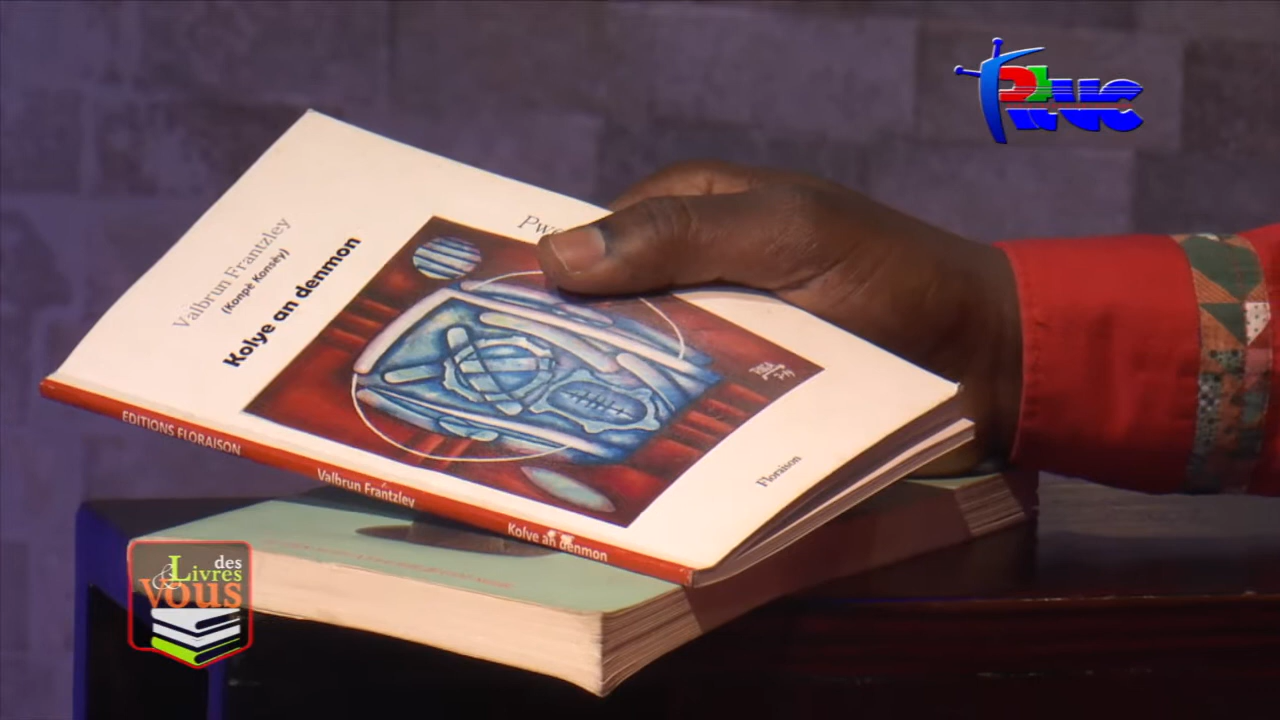 Valbrun Frantzley
(Konpè Konsèy)
Kolye an denmon
Floraison
EDITIONS FLORAISON
Valbrun Frantzley
Kolye an denmon
des
Livres
&
Vous